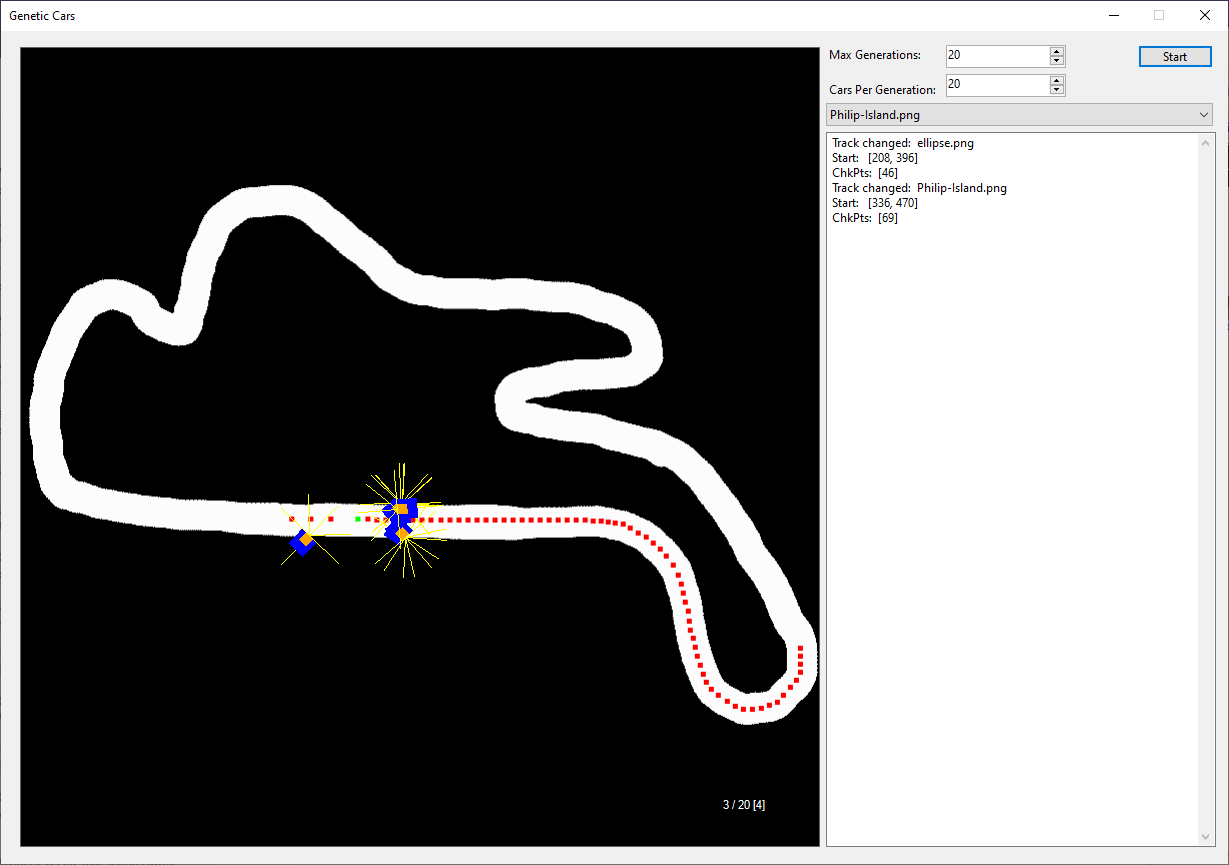 Genetic Cars
Max Generations:
20
Start
Cars Per Generation:
20
Philip-Island.png
Track changed:  ellipse.png
Start:   [208, 396]
ChkPts:  [46]
Track changed:  Philip-Island.png
Start:   [336, 470]
ChkPts:  [69]
3 / 20 [4]